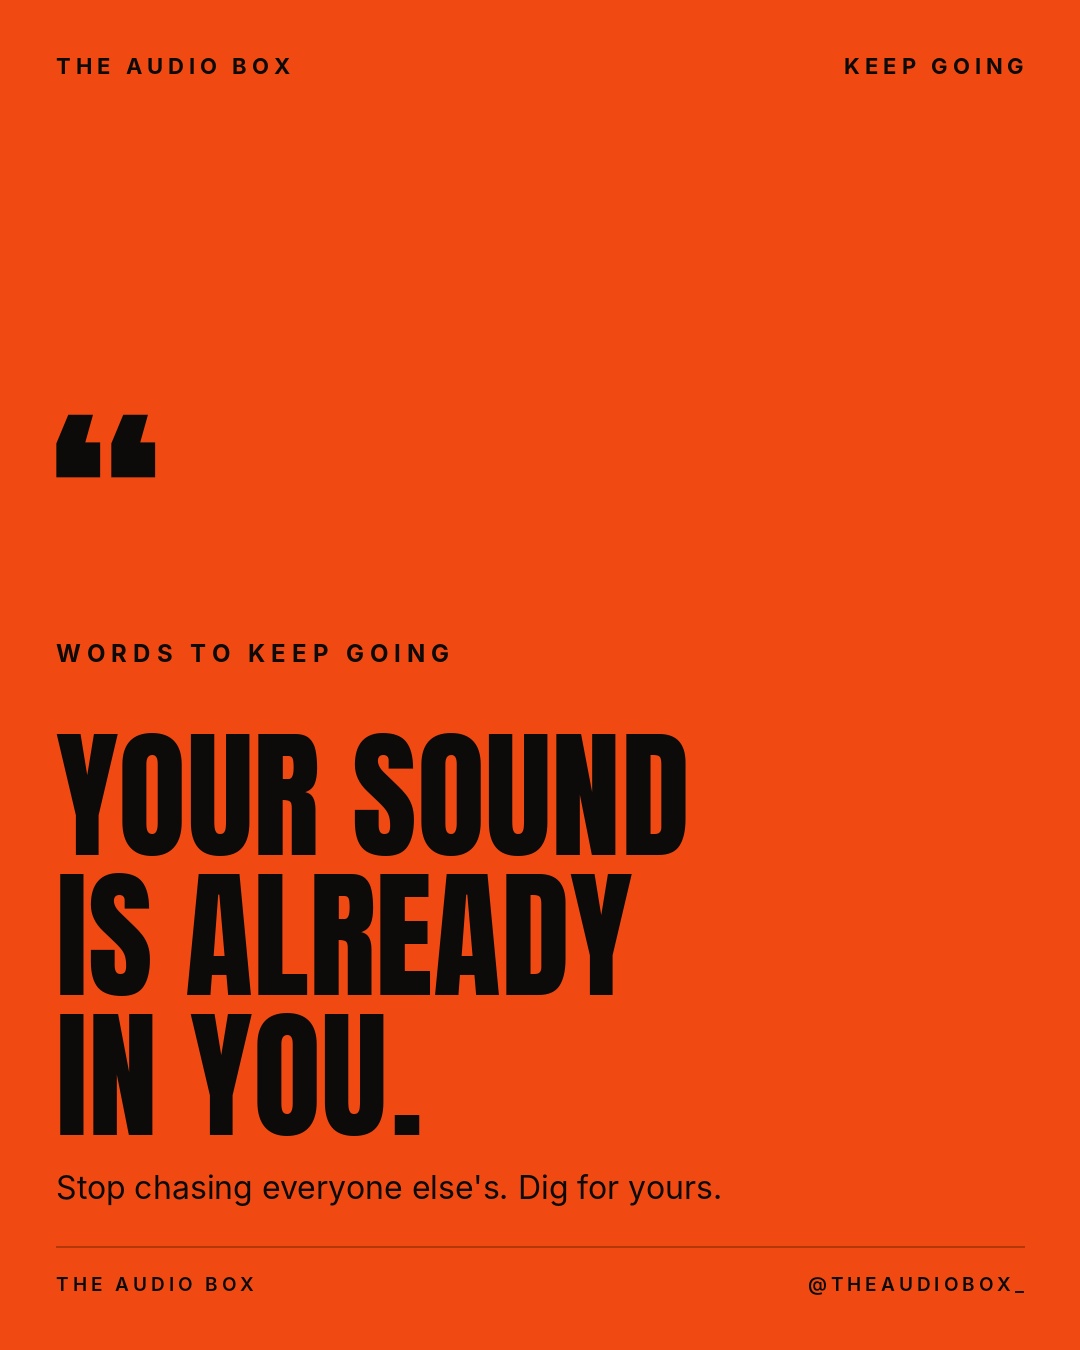 THE AUDIO BOX
KEEP GOING
“
WORDS TO KEEP GOING
YOUR SOUND
IS ALREADY
IN YOU.
Stop chasing everyone else's. Dig for yours.
THE AUDIO BOX
@THEAUDIOBOX_